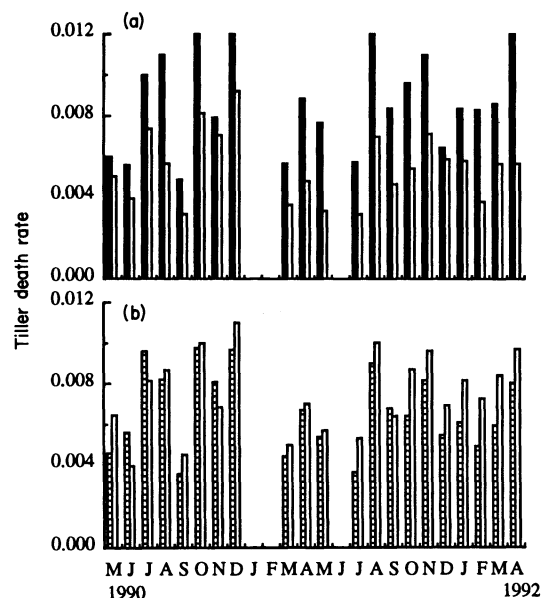 (a)
0.012
0.008
0.004
0.000
Tiller death rate
(b)
0.012
0.008
0.004
0.000
M J J A S O N D J F M A M J J A S O N D J F M A
1990 1992